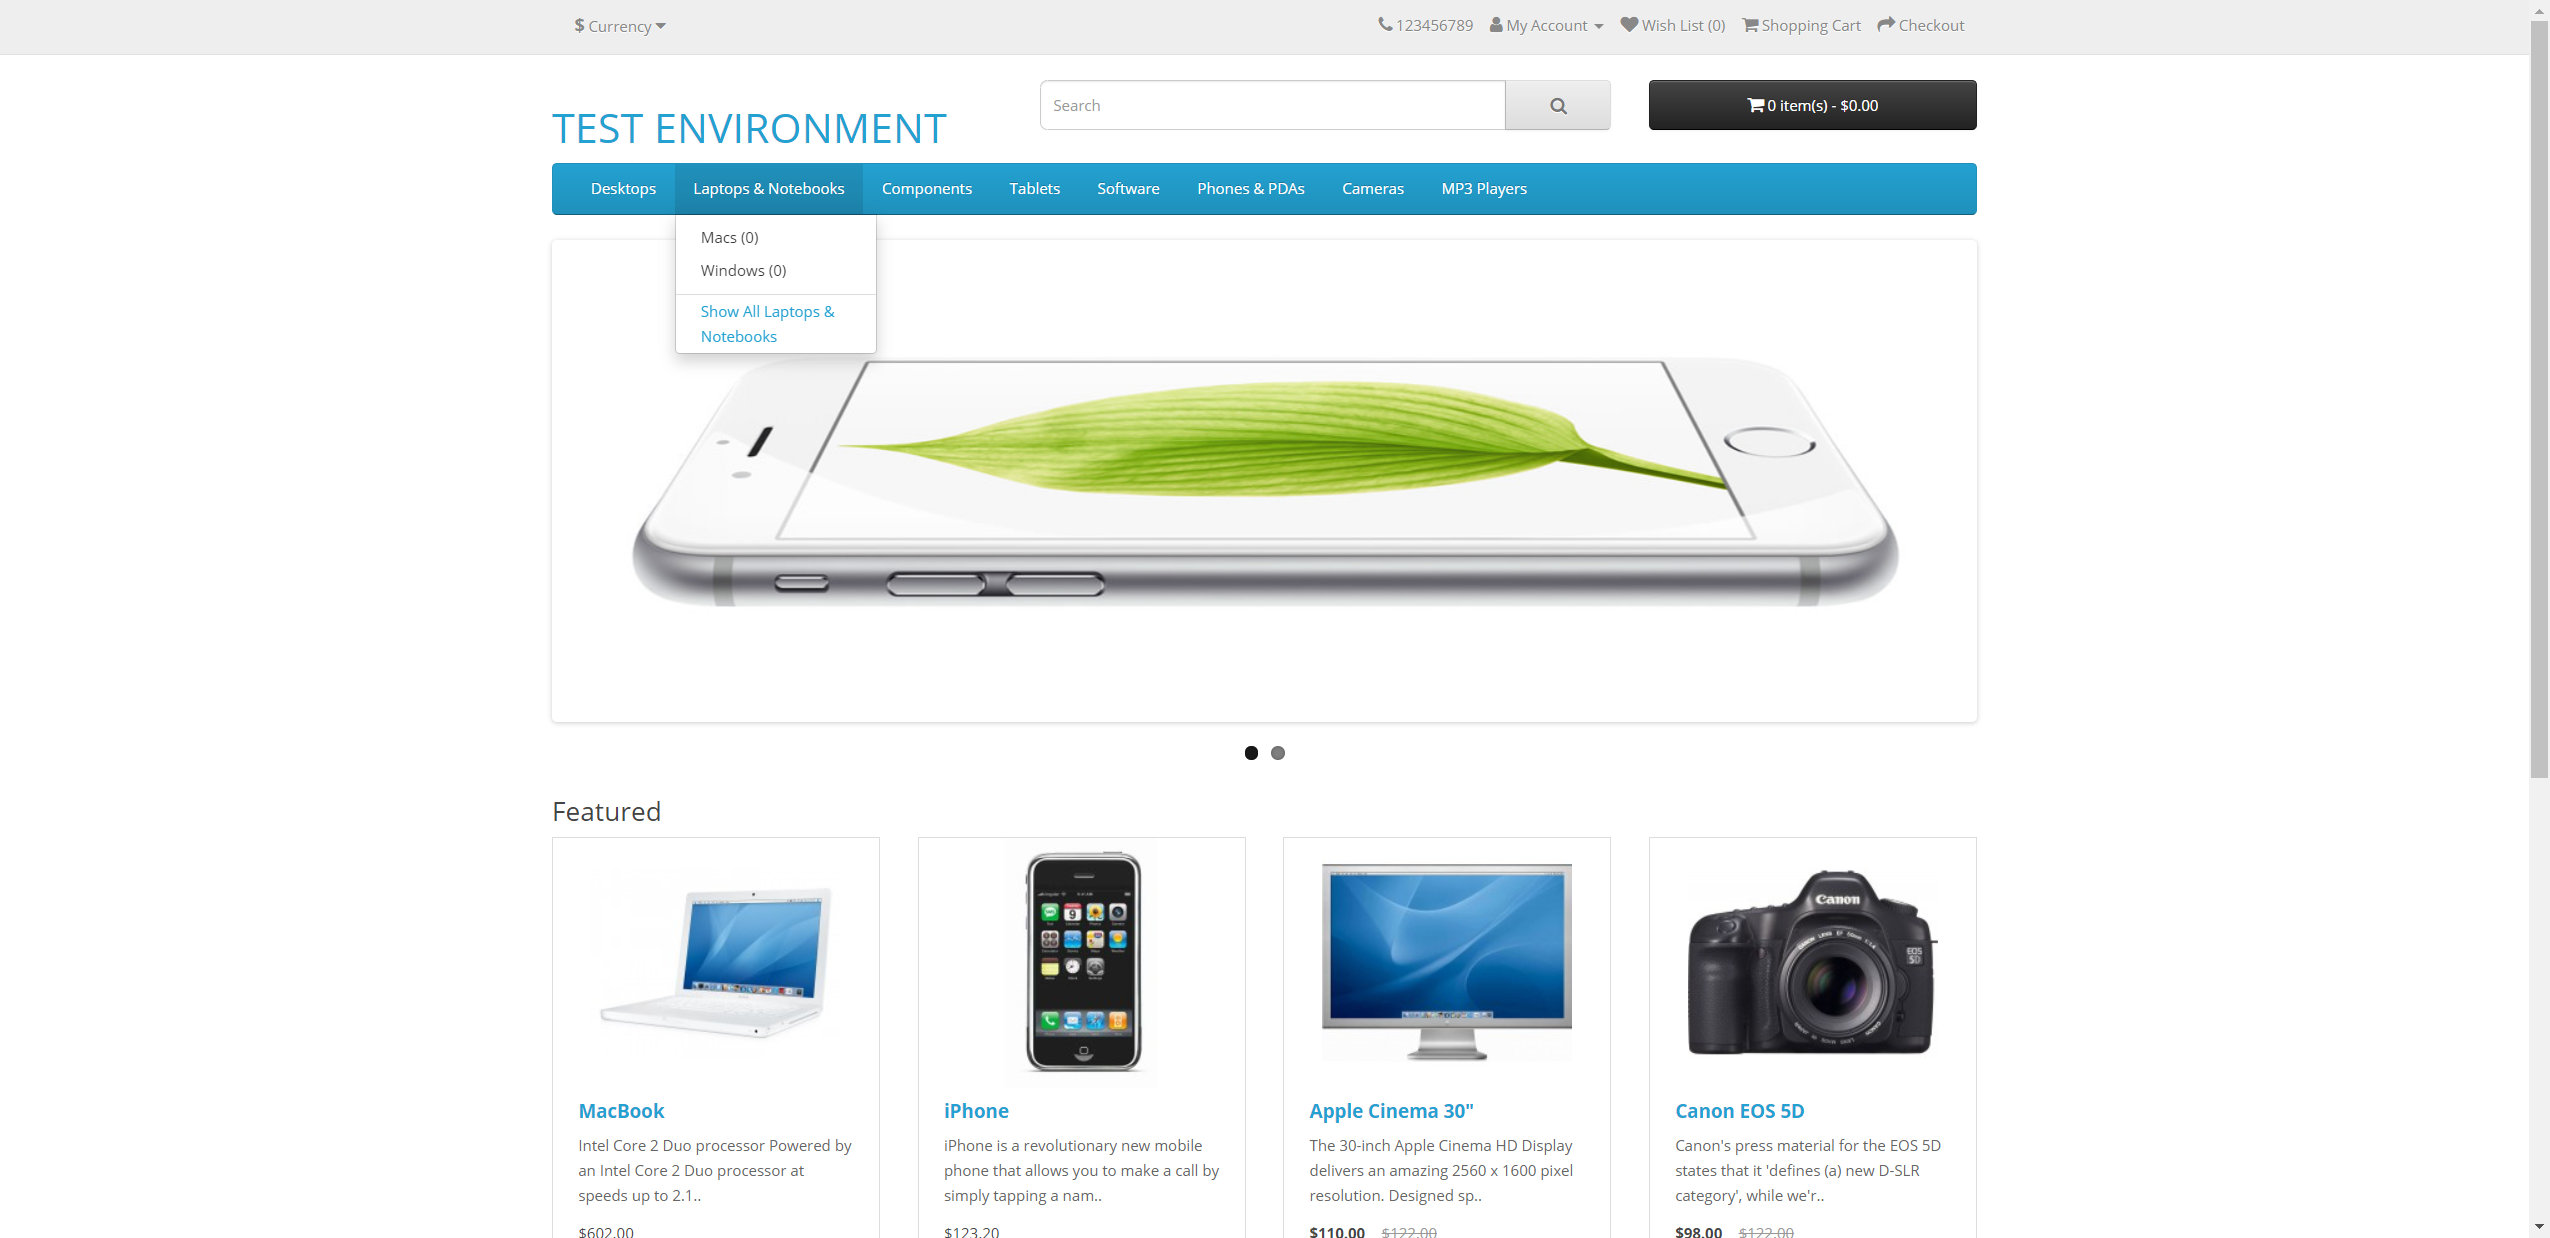 $ Currency
123456789 My Account Wish List (0) Shopping Cart Checkout
Search
0 item(s) - $0.00
TEST ENVIRONMENT
Desktops Laptops & Notebooks Components Tablets Software Phones & PDAs Cameras MP3 Players
Macs (0)
Windows (0)
Show All Laptops &
Notebooks
Featured
Canon
EOS
5D
MacBook
Intel Core 2 Duo processor Powered by
an Intel Core 2 Duo processor at
speeds up to 2.1..
$602.00
iPhone
iPhone is a revolutionary new mobile
phone that allows you to make a call by
simply tapping a nam..
$123.20
Apple Cinema 30"
The 30-inch Apple Cinema HD Display
delivers an amazing 2560 x 1600 pixel
resolution. Designed sp..
$110.00 $122.00
Canon EOS 5D
Canon's press material for the EOS 5D
states that it 'defines (a) new D-SLR
category', while we'r..
$98.00 $122.00